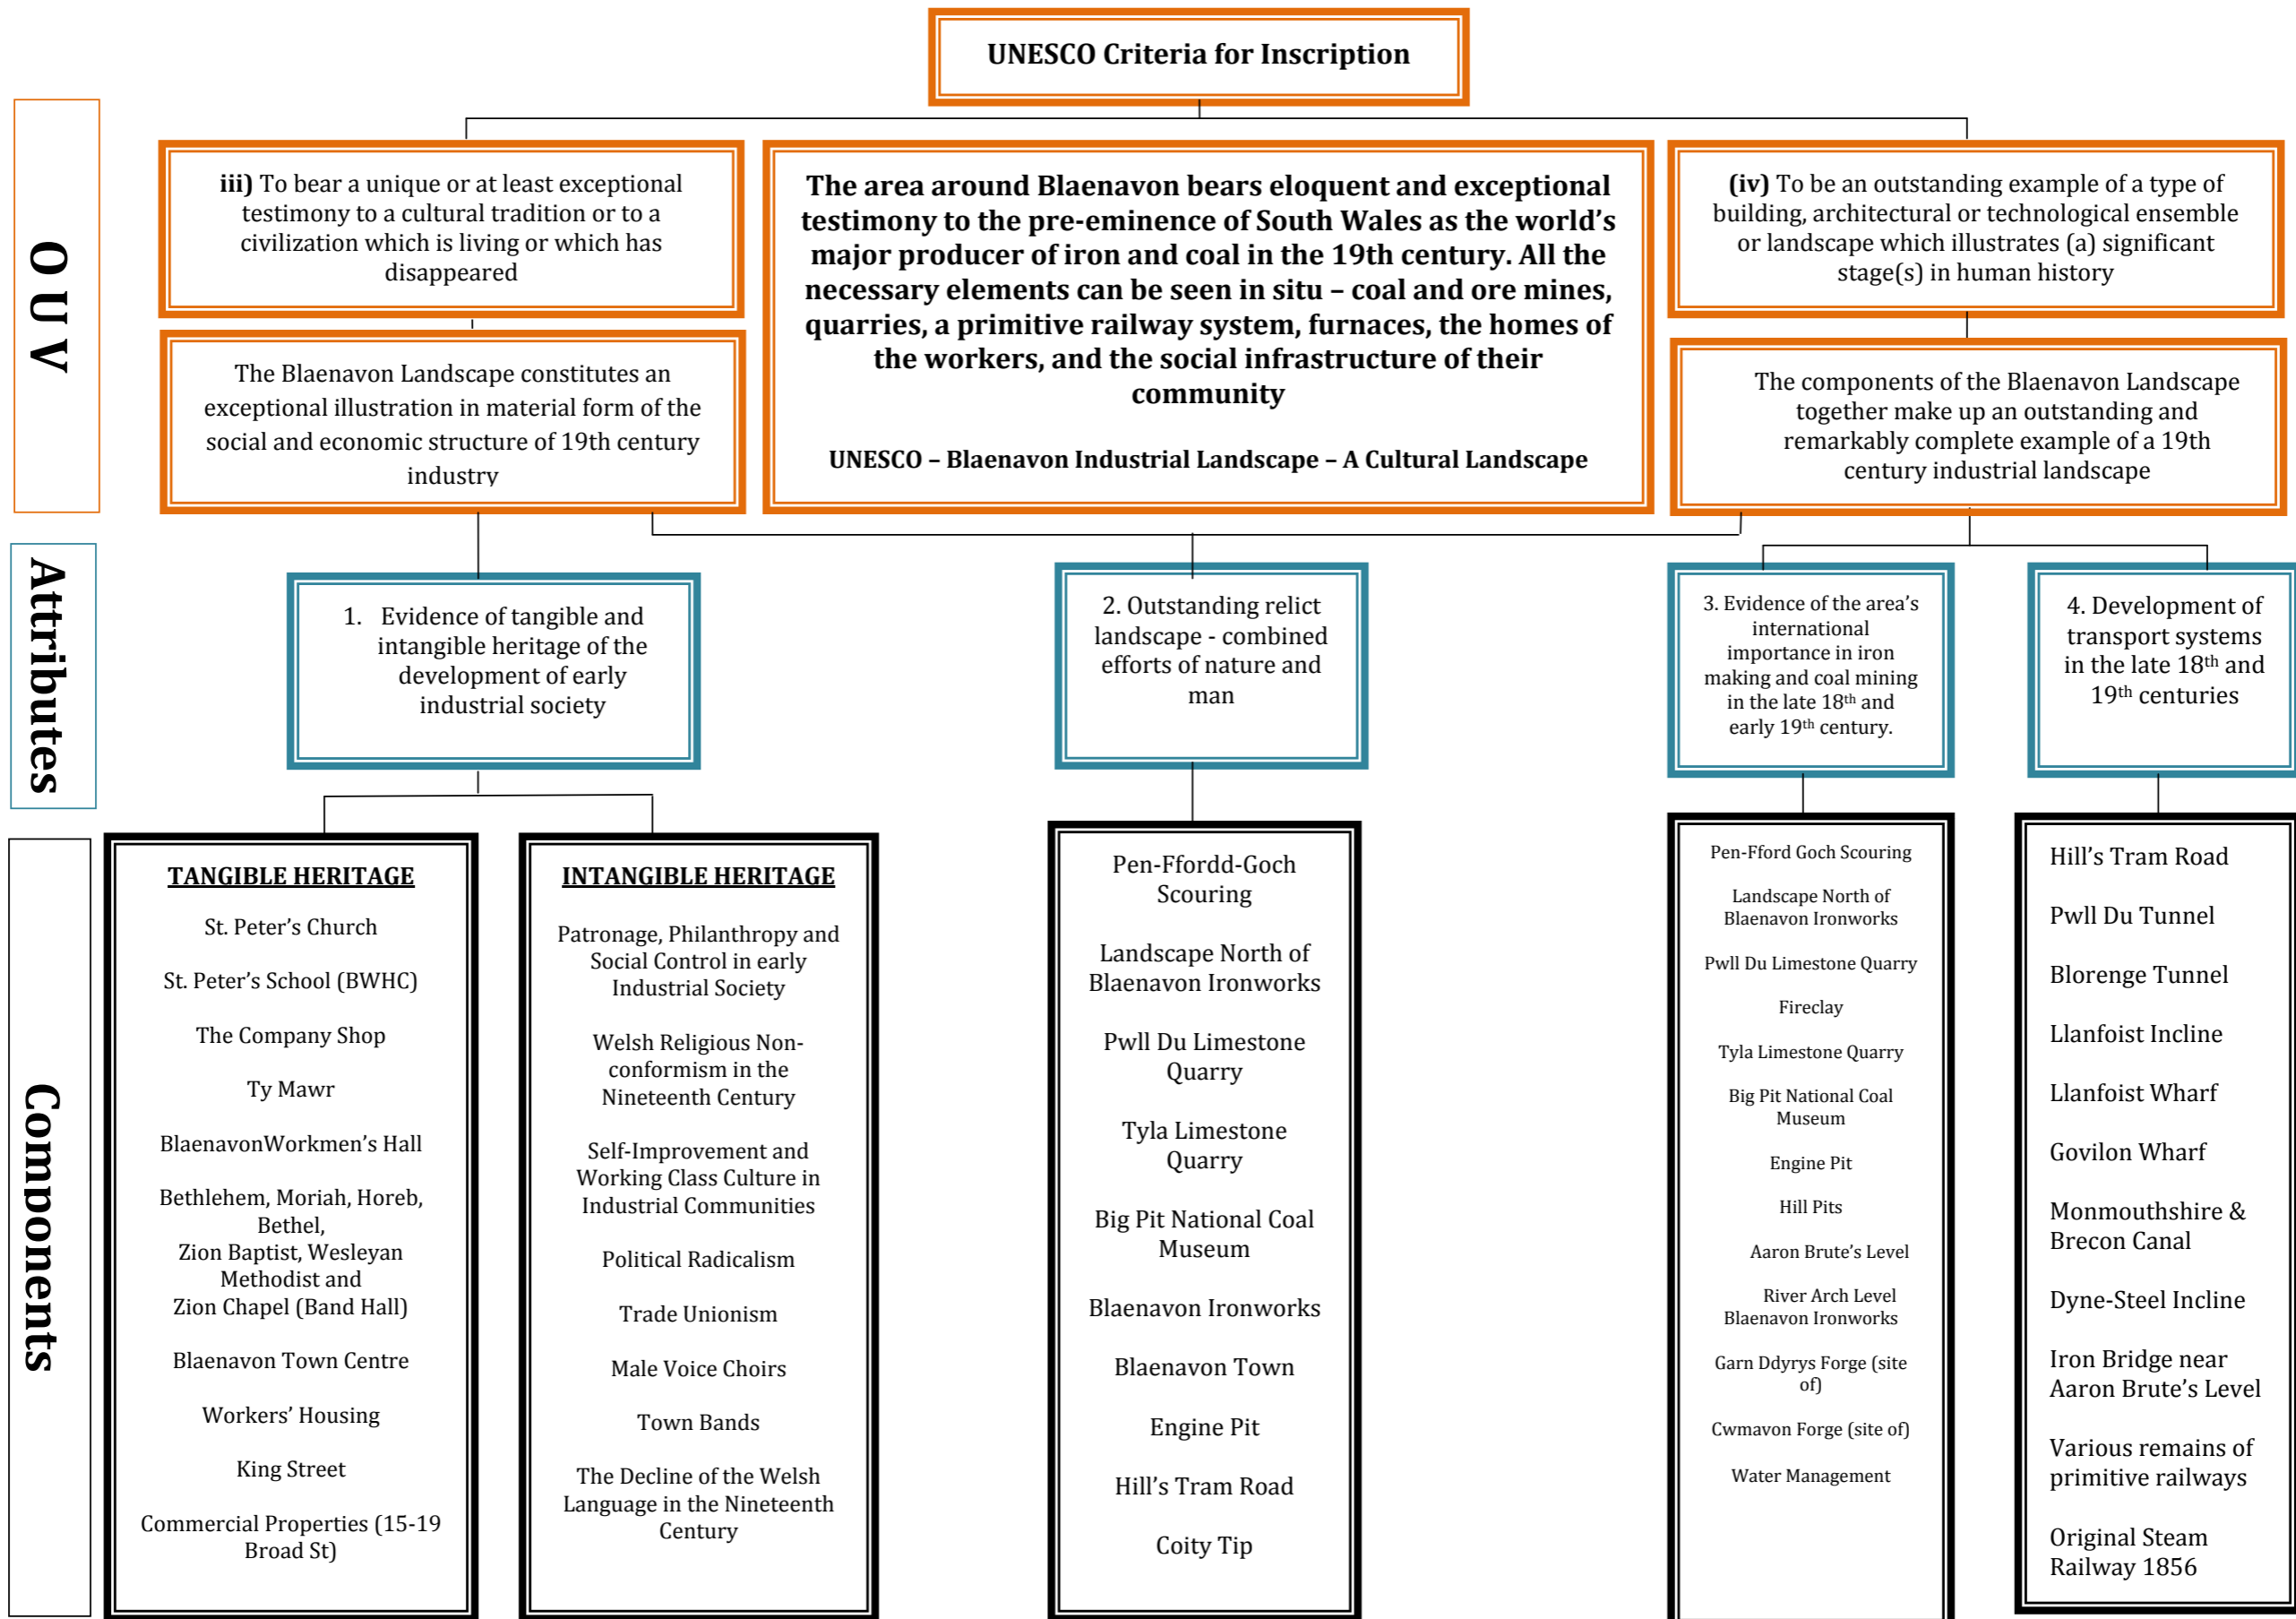 UNESCO Criteria for Inscription
O U V
iii) To bear a unique or at least exceptional
testimony to a cultural tradition or to a
civilization which is living or which has
disappeared
The Blaenavon Landscape constitutes an
exceptional illustration in material form of the
social and economic structure of 19th century
industry
The area around Blaenavon bears eloquent and exceptional
testimony to the pre-eminence of South Wales as the world’s
major producer of iron and coal in the 19th century. All the
necessary elements can be seen in situ – coal and ore mines,
quarries, a primitive railway system, furnaces, the homes of
the workers, and the social infrastructure of their
community
UNESCO – Blaenavon Industrial Landscape – A Cultural Landscape
(iv) To be an outstanding example of a type of
building, architectural or technological ensemble
or landscape which illustrates (a) significant
stage(s) in human history
The components of the Blaenavon Landscape
together make up an outstanding and
remarkably complete example of a 19th
century industrial landscape
Attributes
1. Evidence of tangible and
intangible heritage of the
development of early
industrial society
2. Outstanding relict
landscape - combined
efforts of nature and
man
3. Evidence of the area’s
international
importance in iron
making and coal mining
in the late 18th and
early 19th century.
4. Development of
transport systems
in the late 18th and
19th centuries
Components
TANGIBLE HERITAGE
St. Peter’s Church
St. Peter’s School (BWHC)
The Company Shop
Ty Mawr
BlaenavonWorkmen’s Hall
Bethlehem, Moriah, Horeb,
Bethel,
Zion Baptist, Wesleyan
Methodist and
Zion Chapel (Band Hall)
Blaenavon Town Centre
Workers’ Housing
King Street
Commercial Properties (15-19
Broad St)
INTANGIBLE HERITAGE
Patronage, Philanthropy and
Social Control in early
Industrial Society
Welsh Religious Non-
conformism in the
Nineteenth Century
Self-Improvement and
Working Class Culture in
Industrial Communities
Political Radicalism
Trade Unionism
Male Voice Choirs
Town Bands
The Decline of the Welsh
Language in the Nineteenth
Century
Pen-Ffordd-Goch
Scouring
Landscape North of
Blaenavon Ironworks
Pwll Du Limestone
Quarry
Tyla Limestone
Quarry
Big Pit National Coal
Museum
Blaenavon Ironworks
Blaenavon Town
Engine Pit
Hill’s Tram Road
Coity Tip
Pen-Fford Goch Scouring
Landscape North of
Blaenavon Ironworks
Pwll Du Limestone Quarry
Fireclay
Tyla Limestone Quarry
Big Pit National Coal
Museum
Engine Pit
Hill Pits
Aaron Brute’s Level
River Arch Level
Blaenavon Ironworks
Garn Ddyrys Forge (site
of)
Cwmavon Forge (site of)
Water Management
Hill’s Tram Road
Pwll Du Tunnel
Blorenge Tunnel
Llanfoist Incline
Llanfoist Wharf
Govilon Wharf
Monmouthshire &
Brecon Canal
Dyne-Steel Incline
Iron Bridge near
Aaron Brute’s Level
Various remains of
primitive railways
Original Steam
Railway 1856